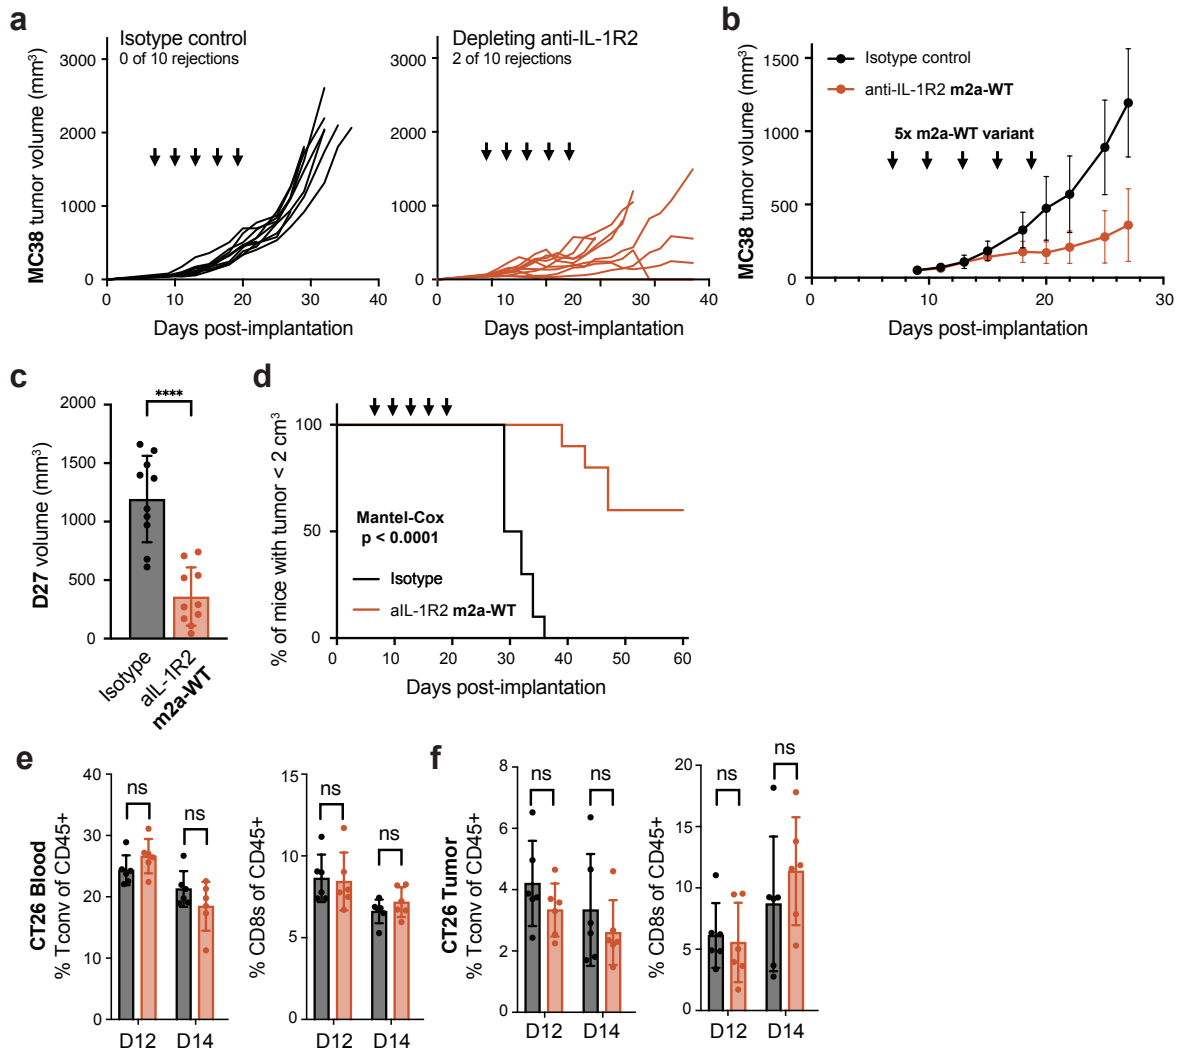 a
Isotype control
0 of 10 rejections
MC38 tumor volume (mm³)
3000
2000
1000
0
0
10
20
30
40
Days post-implantation
Depleting anti-IL-1R2
2 of 10 rejections
3000
2000
1000
0
0
10
20
30
40
Days post-implantation
b
MC38 tumor volume (mm³)
1500
1000
500
0
Isotype control
anti-IL-1R2 m2a-WT
5x m2a-WT variant
0
10
20
30
Days post-implantation
c
D27 volume (mm³)
2000
1500
1000
500
0
****
Isotype
aIL-1R2
m2a-WT
d
% of mice with tumor < 2 cm³
100
50
0
Mantel-Cox
p < 0.0001
Isotype
aIL-1R2 m2a-WT
0
10
20
30
40
50
60
Days post-implantation
e
CT26 Blood
% Tconv of CD45+
40
30
20
10
0
ns
ns
D12
D14
% CD8s of CD45+
15
10
5
0
ns
ns
D12
D14
f
CT26 Tumor
% Tconv of CD45+
8
6
4
2
0
ns
ns
D12
D14
% CD8s of CD45+
20
15
10
5
0
ns
ns
D12
D14